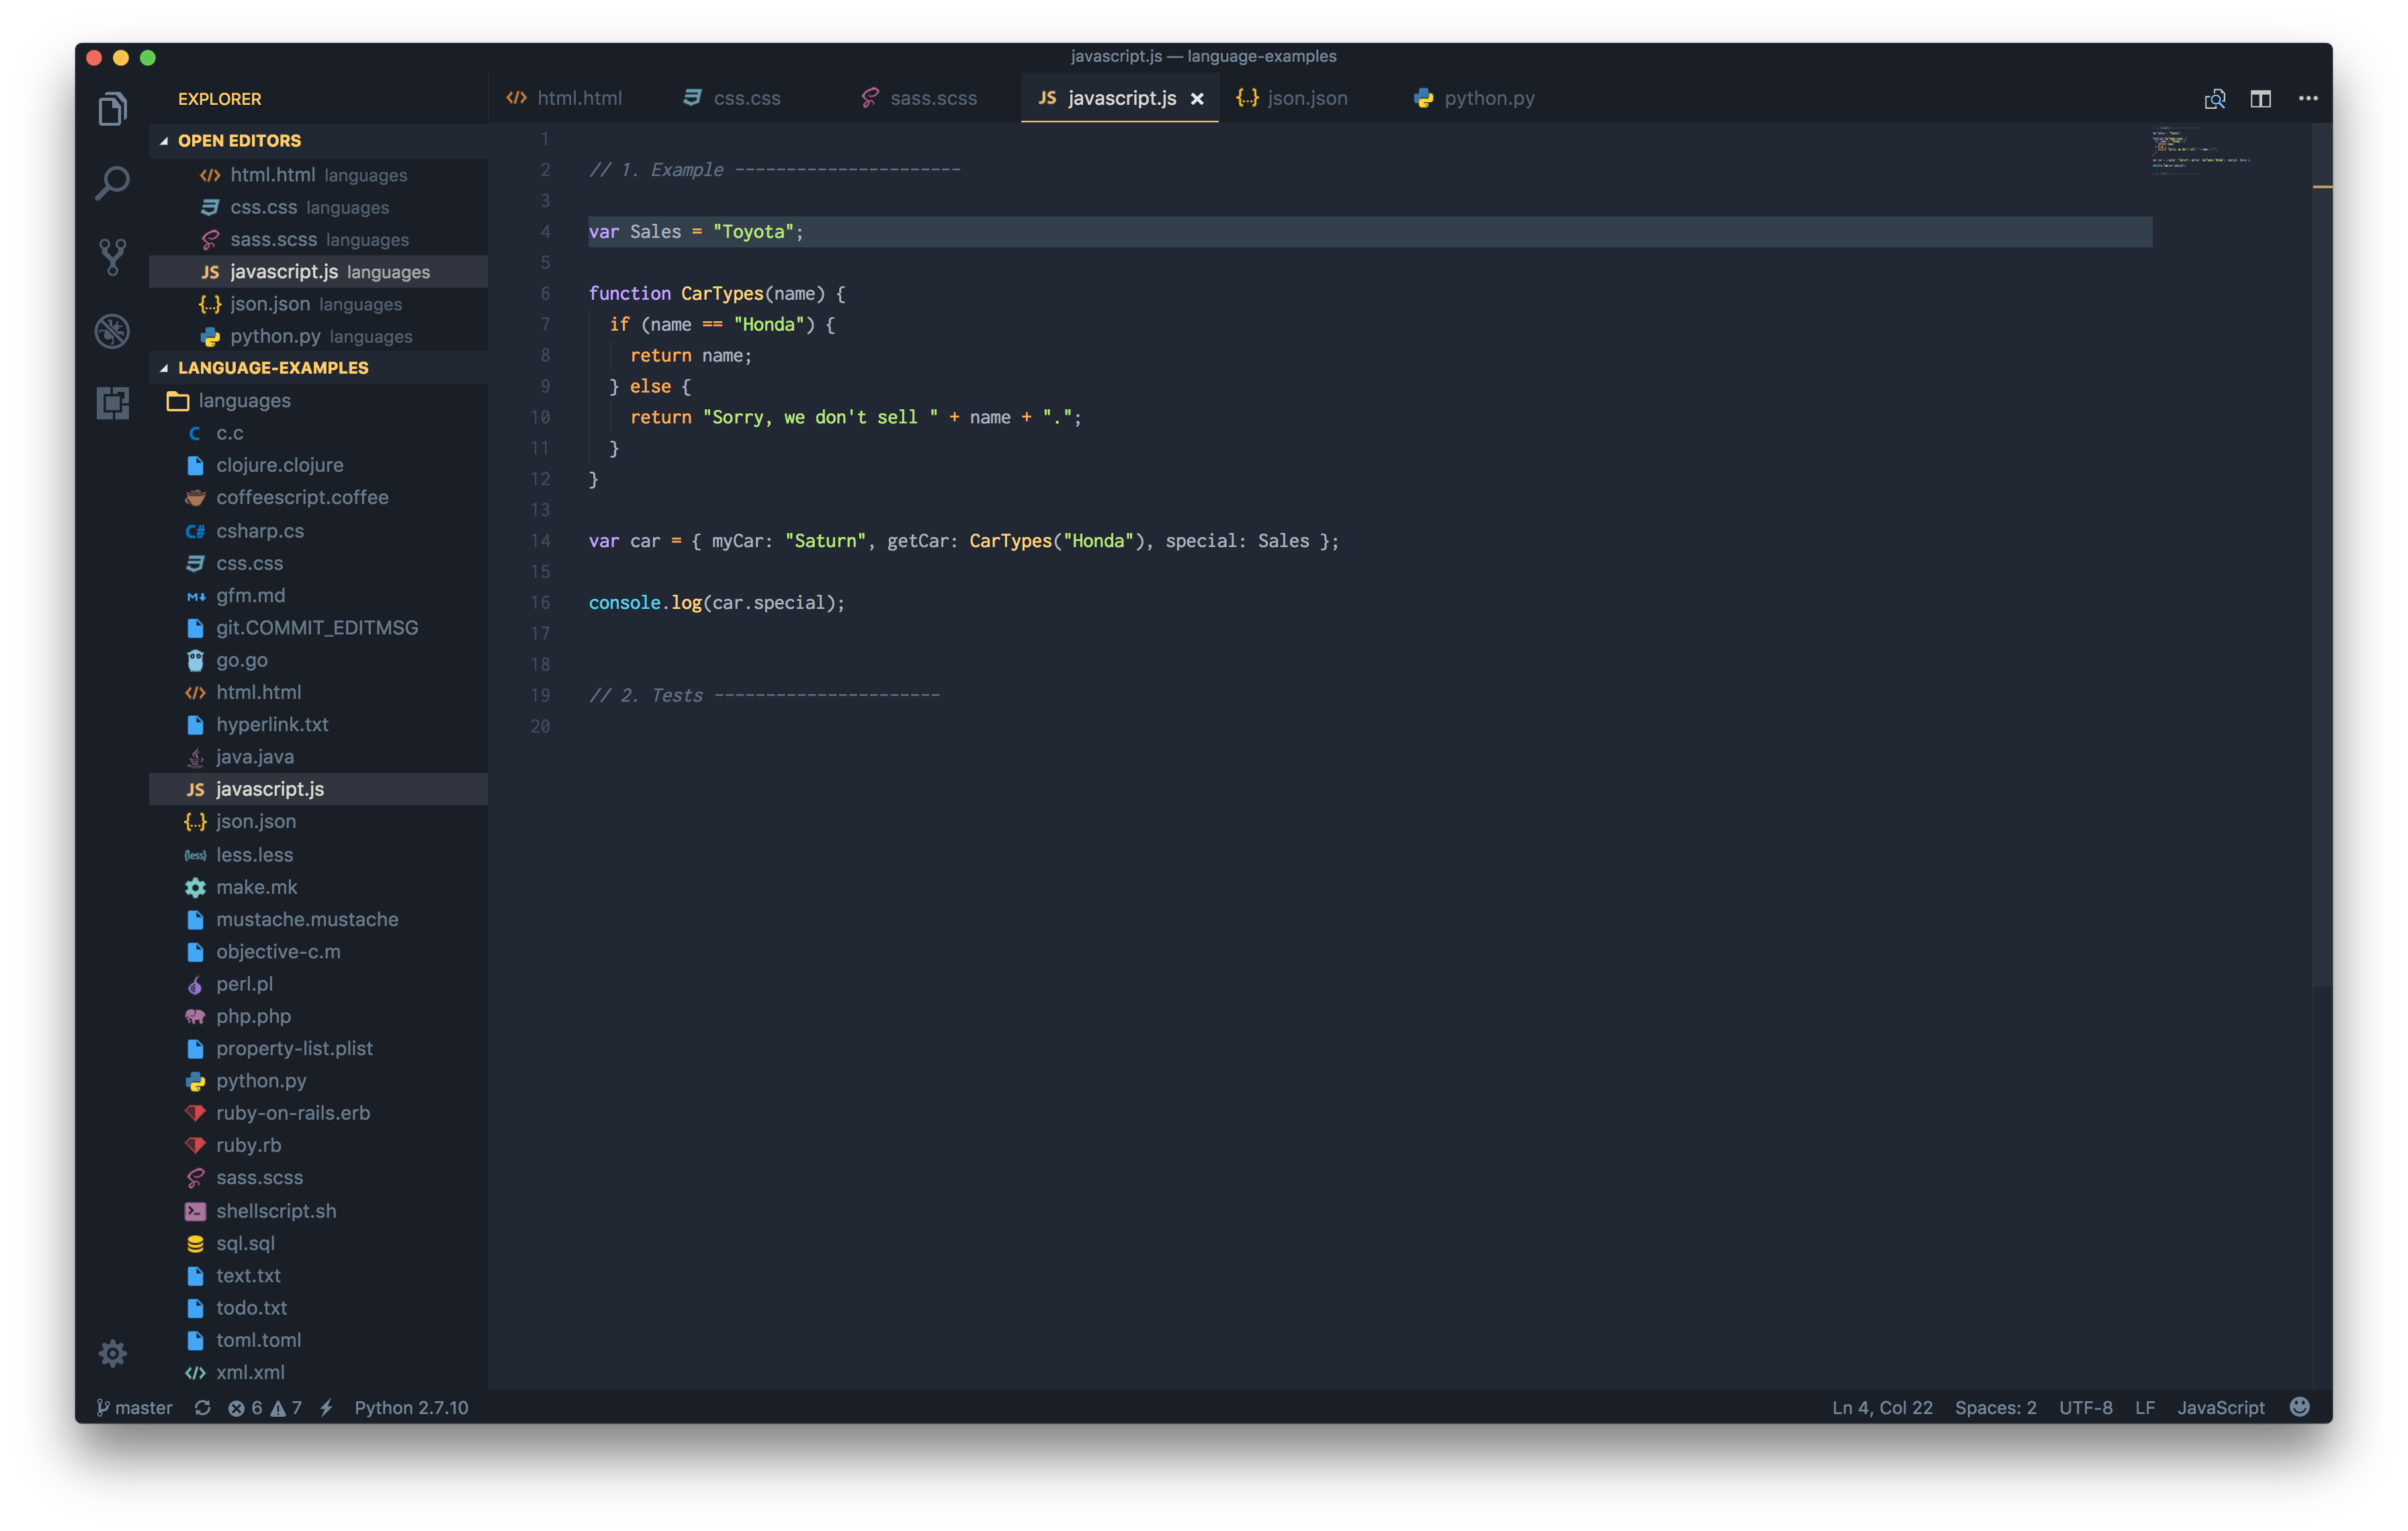 javascript.js — language-examples
EXPLORER
html.html
css.css
sass.scss
JS javascript.js
{..} json.json
python.py
OPEN EDITORS
html.html languages
css.css languages
sass.scss languages
JS javascript.js languages
{..} json.json languages
python.py languages
LANGUAGE-EXAMPLES
languages
C c.c
clojure.clojure
coffeescript.coffee
C# csharp.cs
css.css
M gfm.md
git.COMMIT_EDITMSG
go.go
html.html
hyperlink.txt
java.java
JS javascript.js
{..} json.json
{less} less.less
make.mk
mustache.mustache
objective-c.m
perl.pl
php.php
property-list.plist
python.py
ruby-on-rails.erb
ruby.rb
sass.scss
shellscript.sh
sql.sql
text.txt
todo.txt
toml.toml
xml.xml
1
2 // 1. Example ----------------------
3
4 var Sales = "Toyota";
5
6 function CarTypes(name) {
7 if (name == "Honda") {
8 return name;
9 } else {
10 return "Sorry, we don't sell " + name + ".";
11 }
12 }
13
14 var car = { myCar: "Saturn", getCar: CarTypes("Honda"), special: Sales };
15
16 console.log(car.special);
17
18
19 // 2. Tests ----------------------
20
master 6 7 Python 2.7.10 Ln 4, Col 22 Spaces: 2 UTF-8 LF JavaScript